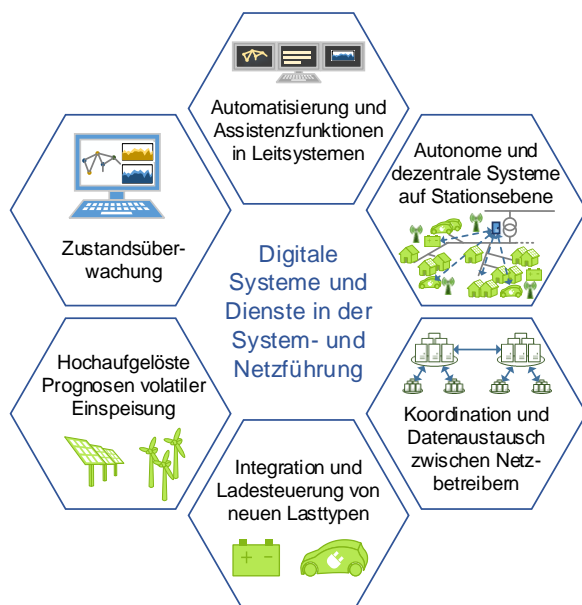 Automatisierung und
Assistenzfunktionen
in Leitsystemen
Autonome und
dezentrale Systeme
auf Stationsebene
Zustandsüber-
wachung
Digitale
Systeme und
Dienste in der
System- und
Netzführung
Hochaufgelöste
Prognosen volatiler
Einspeisung
Koordination und
Datenaustausch
zwischen Netz-
betreibern
Integration und
Ladesteuerung von
neuen Lasttypen